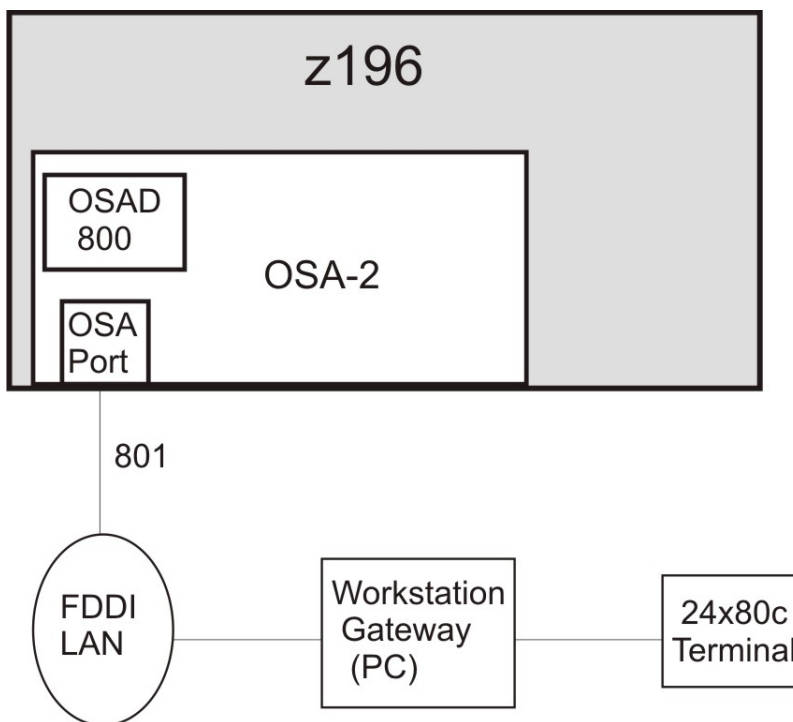 z196
OSAD
800
OSA-2
OSA
Port
801
FDDI
LAN
Workstation
Gateway
(PC)
24x80c
Terminal